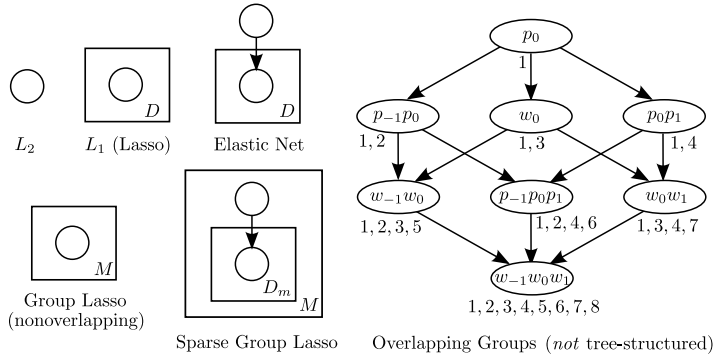 D
L₂
L₁ (Lasso)
D
Elastic Net
M
Group Lasso
(nonoverlapping)
Dₘ
M
Sparse Group Lasso
p₀
1
p₋₁p₀
w₀
p₀p₁
1, 2
1, 3
1, 4
w₋₁w₀
p₋₁p₀p₁
w₀w₁
1, 2, 3, 5
1, 2, 4, 6
1, 3, 4, 7
w₋₁w₀w₁
1, 2, 3, 4, 5, 6, 7, 8
Overlapping Groups (not tree-structured)